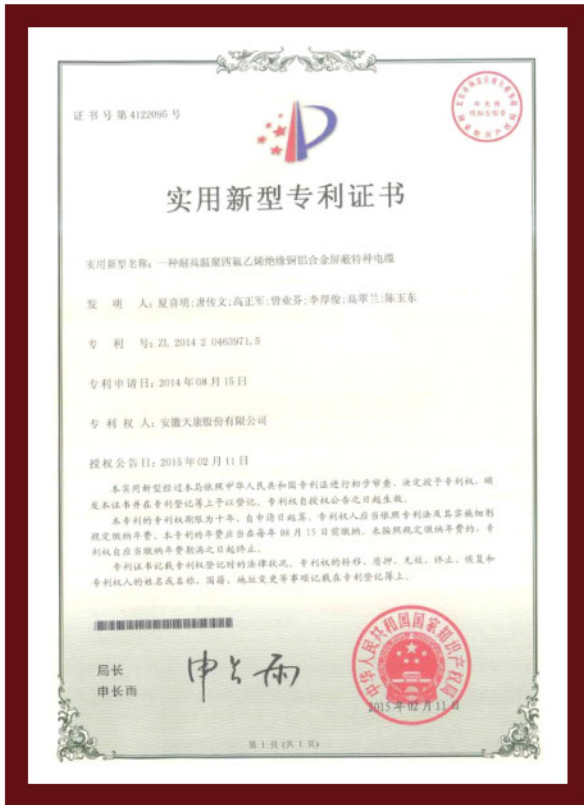 证书号第4122095号
实用新型专利证书
实用新型名称：一种耐高温聚四氟乙烯绝缘铜铝合金屏蔽特种电缆
发 明 人：夏喜明;唐传文;高正军;曾业芬;李厚俊;高翠兰;陈玉东
专 利 号：ZL 2014 2 0463971.5
专利申请日：2014年08月15日
专 利 权 人：安徽天康股份有限公司
授权公告日：2015年02月11日
本实用新型经过本局依照中华人民共和国专利法进行初步审查，决定授予专利权，颁
发本证书并在专利登记簿上予以登记。专利权自授权公告之日起生效。
本专利的专利权期限为十年，自申请日起算。专利权人应当依照专利法及其实施细则
规定缴纳年费。本专利的年费应当在每年08月15日前缴纳。未按照规定缴纳年费的，专
利权自应当缴纳年费期满之日起终止。
专利证书记载专利权登记时的法律状况。专利权的转移、质押、无效、终止、恢复和
专利权人的姓名或名称、国籍、地址变更等事项记载在专利登记簿上。
局长
申长雨
申长雨
中华人民共和国国家知识产权局
2015年02月11日
第1页(共1页)